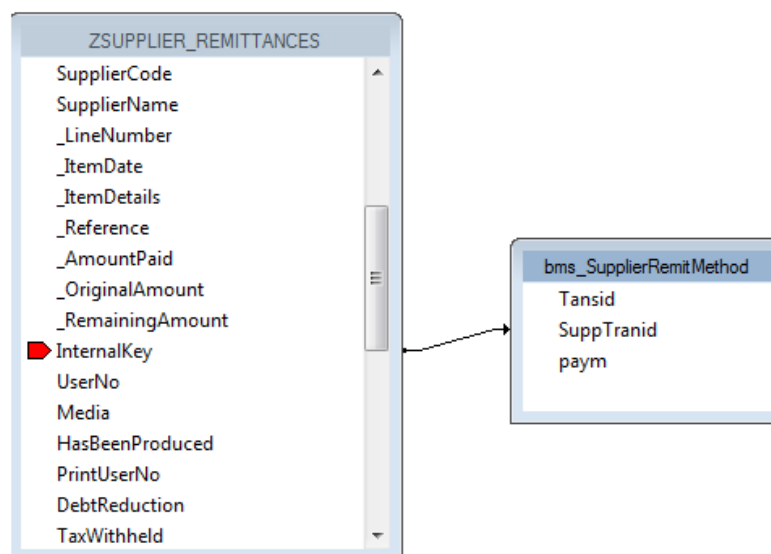 ZSUPPLIER_REMITTANCES
SupplierCode
SupplierName
_LineNumber
_ItemDate
_ItemDetails
_Reference
_AmountPaid
_OriginalAmount
_RemainingAmount
InternalKey
UserNo
Media
HasBeenProduced
PrintUserNo
DebtReduction
TaxWithheld
bms_SupplierRemitMethod
Tansid
SuppTranid
paym